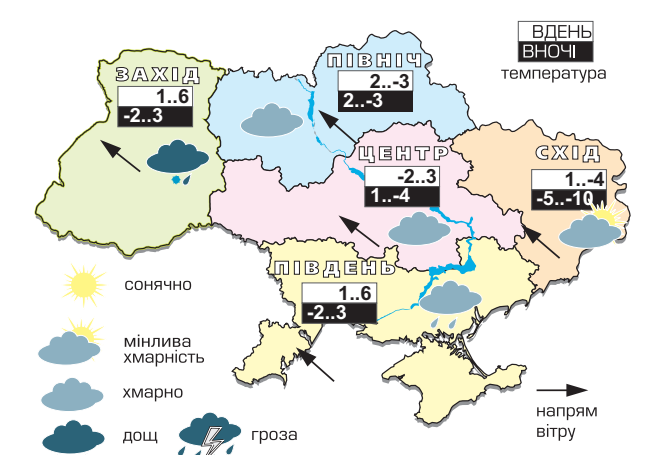 ВДЕНЬ
ВНОЧІ
температура
ПІВНІЧ
2..-3
2..-3
ЗАХІД
1..6
-2..3
ЦЕНТР
-2..3
1..-4
СХІД
1..-4
-5..-10
ПІВДЕНЬ
1..6
-2..3
сонячно
мінлива
хмарність
хмарно
дощ
гроза
напрям
вітру